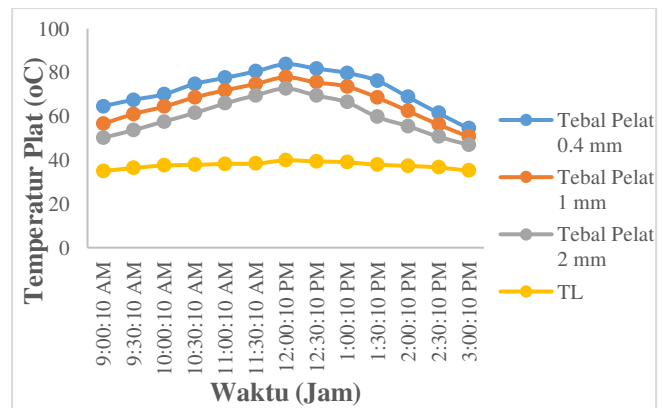 100
80
60
40
20
0
Temperatur Plat (oC)
9:00:10 AM
9:30:10 AM
10:00:10 AM
10:30:10 AM
11:00:10 AM
11:30:10 AM
12:00:10 PM
12:30:10 PM
1:00:10 PM
1:30:10 PM
2:00:10 PM
2:30:10 PM
3:00:10 PM
Waktu (Jam)
Tebal Pelat
0.4 mm
Tebal Pelat
1 mm
Tebal Pelat
2 mm
TL